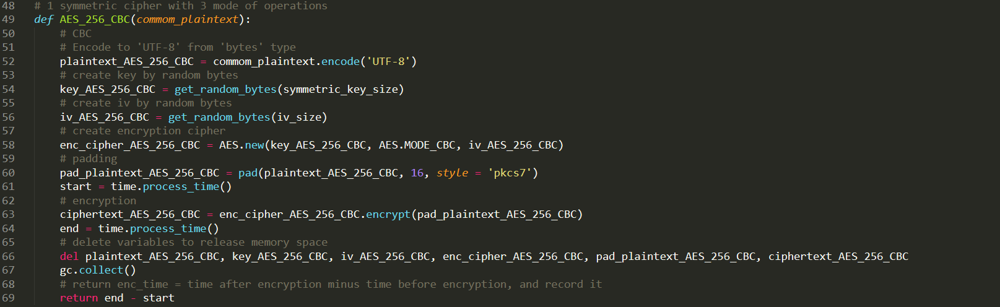 48 # 1 symmetric cipher with 3 mode of operations
49 def AES_256_CBC(commom_plaintext):
50 # CBC
51 # Encode to 'UTF-8' from 'bytes' type
52 plaintext_AES_256_CBC = commom_plaintext.encode('UTF-8')
53 # create key by random bytes
54 key_AES_256_CBC = get_random_bytes(symmetric_key_size)
55 # create iv by random bytes
56 iv_AES_256_CBC = get_random_bytes(iv_size)
57 # create encryption cipher
58 enc_cipher_AES_256_CBC = AES.new(key_AES_256_CBC, AES.MODE_CBC, iv_AES_256_CBC)
59 # padding
60 pad_plaintext_AES_256_CBC = pad(plaintext_AES_256_CBC, 16, style = 'pkcs7')
61 start = time.process_time()
62 # encryption
63 ciphertext_AES_256_CBC = enc_cipher_AES_256_CBC.encrypt(pad_plaintext_AES_256_CBC)
64 end = time.process_time()
65 # delete variables to release memory space
66 del plaintext_AES_256_CBC, key_AES_256_CBC, iv_AES_256_CBC, enc_cipher_AES_256_CBC, pad_plaintext_AES_256_CBC, ciphertext_AES_256_CBC
67 gc.collect()
68 # return enc_time = time after encryption minus time before encryption, and record it
69 return end - start